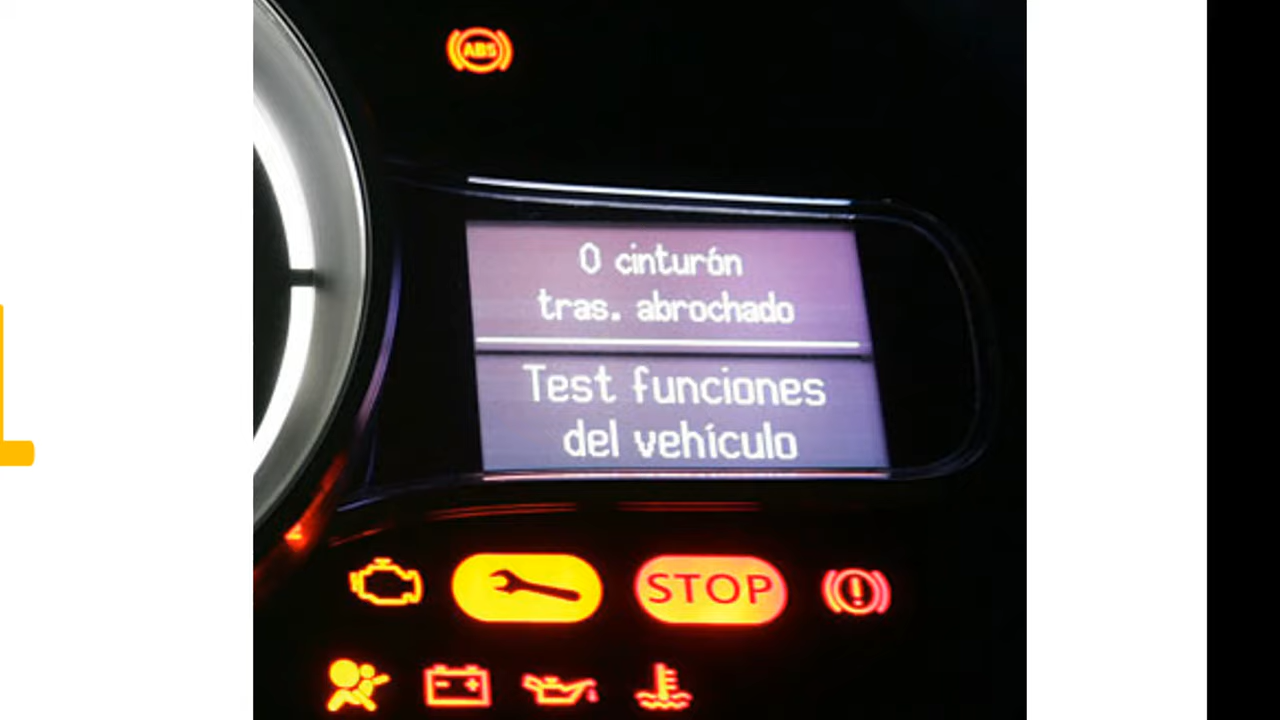 ABS
0 cinturón
tras. abrochado
Test funciones
del vehículo
STOP